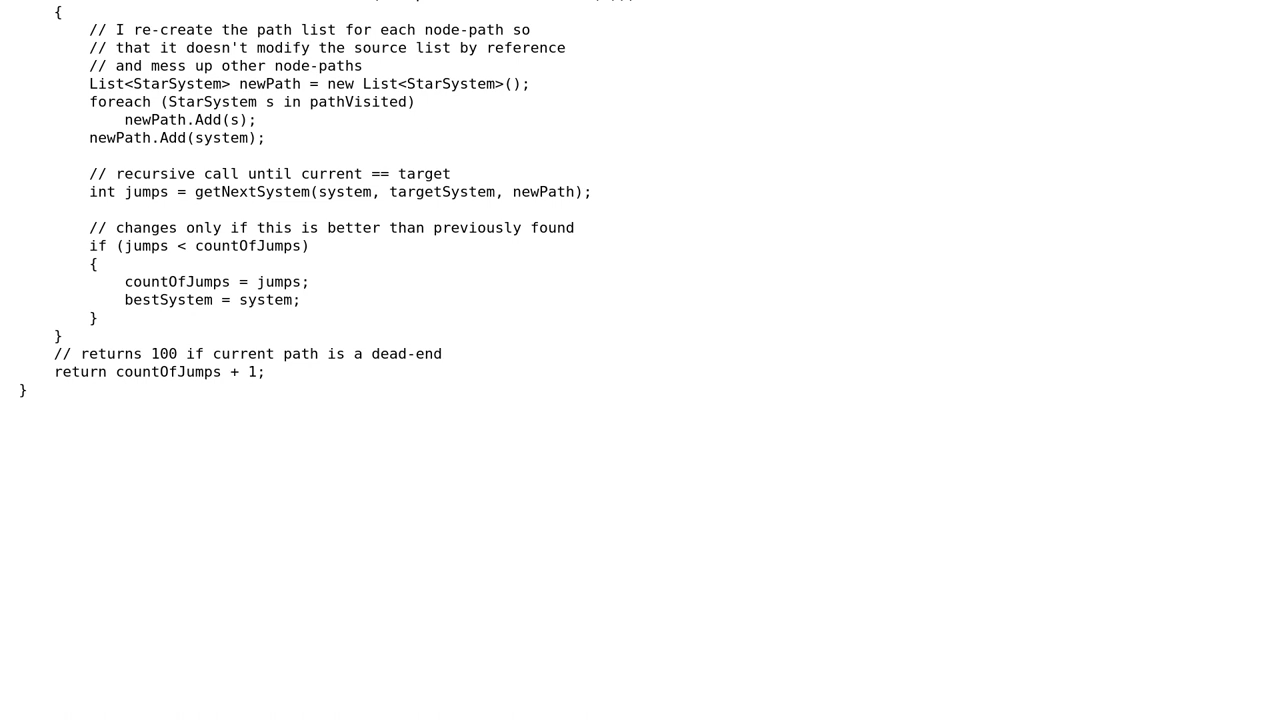 {
// I re-create the path list for each node-path so
// that it doesn't modify the source list by reference
// and mess up other node-paths
List<StarSystem> newPath = new List<StarSystem>();
foreach (StarSystem s in pathVisited)
newPath.Add(s);
newPath.Add(system);
// recursive call until current == target
int jumps = getNextSystem(system, targetSystem, newPath);
// changes only if this is better than previously found
if (jumps < countOfJumps)
{
countOfJumps = jumps;
bestSystem = system;
}
}
// returns 100 if current path is a dead-end
return countOfJumps + 1;
}